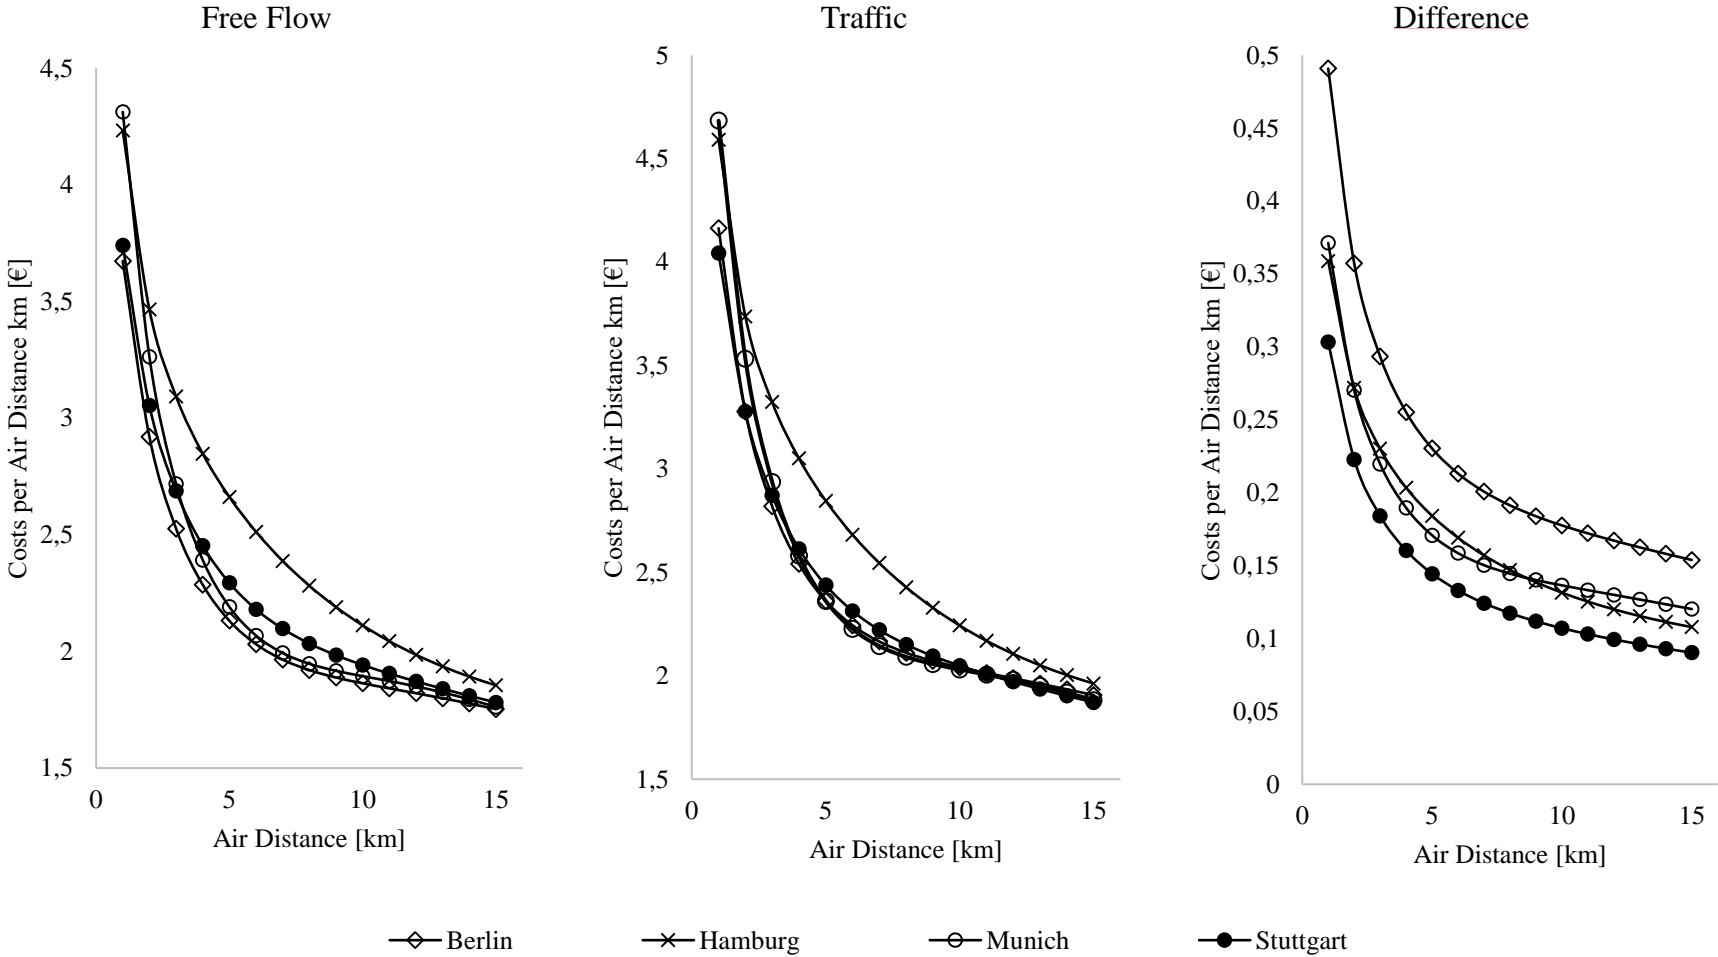 Free Flow
Costs per Air Distance km [€]
4,5
4
3,5
3
2,5
2
1,5
0 5 10 15
Air Distance [km]
Traffic
Costs per Air Distance km [€]
5
4,5
4
3,5
3
2,5
2
1,5
0 5 10 15
Air Distance [km]
Difference
Costs per Air Distance km [€]
0,5
0,45
0,4
0,35
0,3
0,25
0,2
0,15
0,1
0,05
0
0 5 10 15
Air Distance [km]
Berlin Hamburg Munich Stuttgart